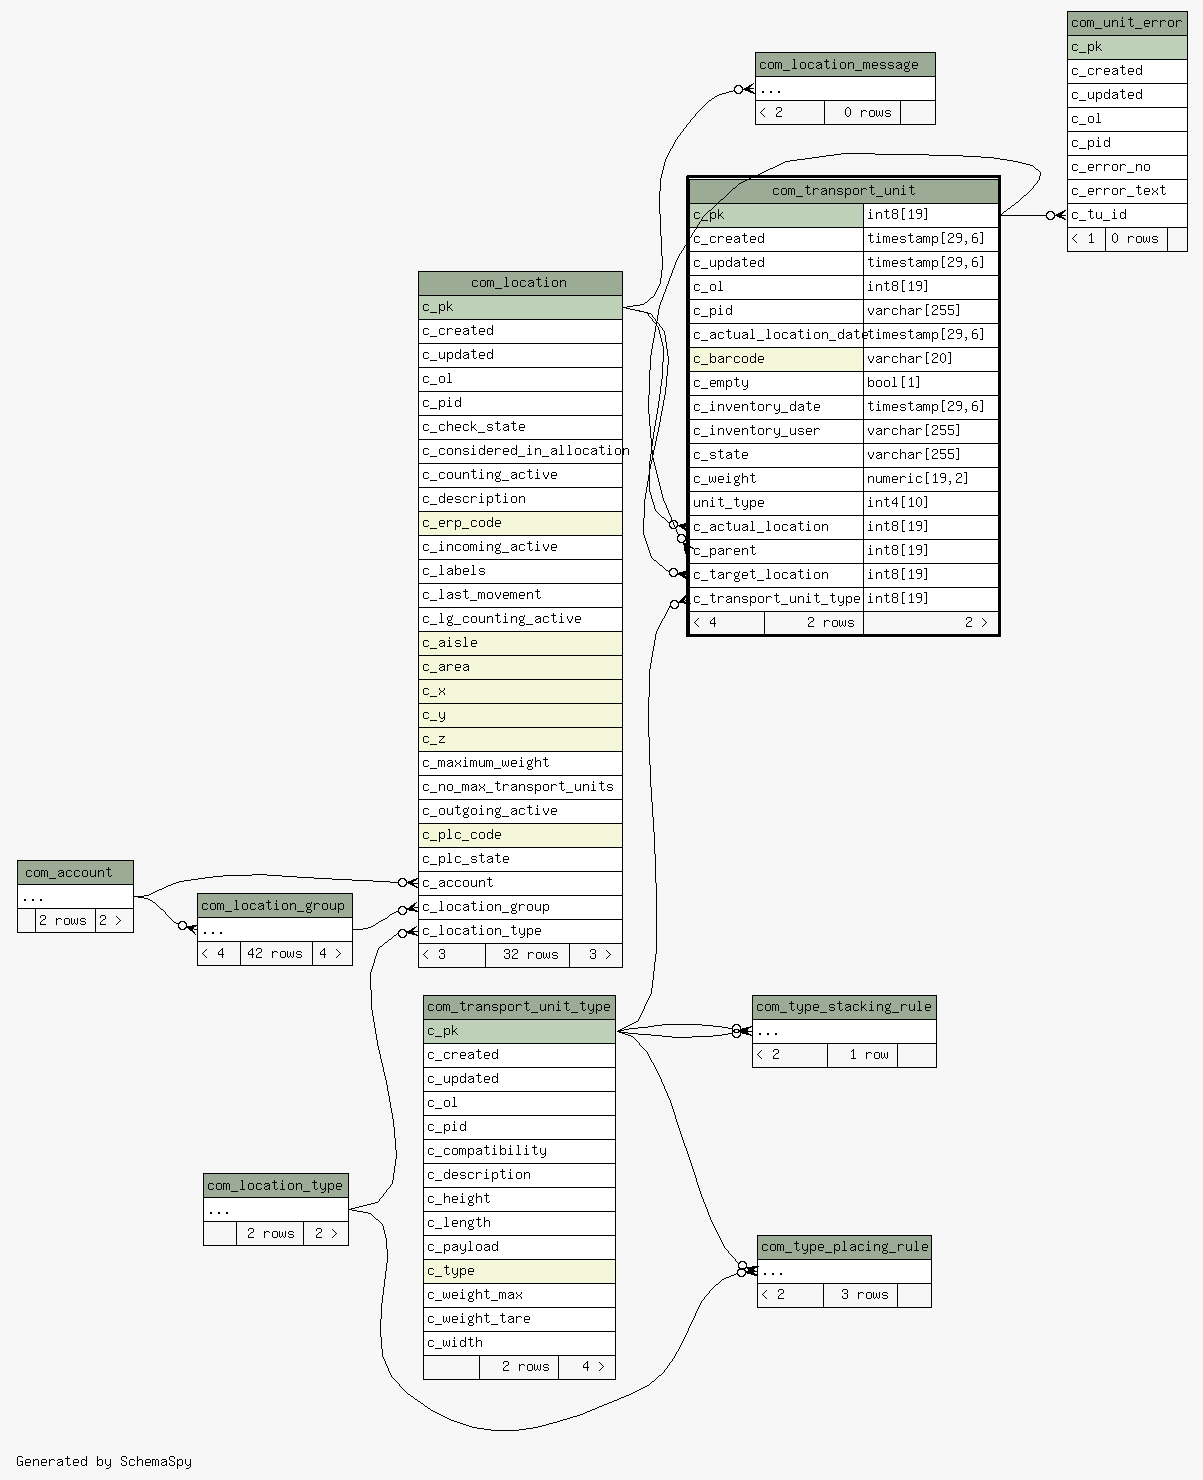 com_unit_error
c_pk
c_created
c_updated
c_ol
c_pid
c_error_no
c_error_text
c_tu_id
< 1 0 rows
com_location_message
...
< 2 0 rows
com_transport_unit
c_pk int8[19]
c_created timestamp[29,6]
c_updated timestamp[29,6]
c_ol int8[19]
c_pid varchar[255]
c_actual_location_date timestamp[29,6]
c_barcode varchar[20]
c_empty bool[1]
c_inventory_date timestamp[29,6]
c_inventory_user varchar[255]
c_state varchar[255]
c_weight numeric[19,2]
unit_type int4[10]
c_actual_location int8[19]
c_parent int8[19]
c_target_location int8[19]
c_transport_unit_type int8[19]
< 4 2 rows 2 >
com_location
c_pk
c_created
c_updated
c_ol
c_pid
c_check_state
c_considered_in_allocation
c_counting_active
c_description
c_erp_code
c_incoming_active
c_labels
c_last_movement
c_lg_counting_active
c_aisle
c_area
c_x
c_y
c_z
c_maximum_weight
c_no_max_transport_units
c_outgoing_active
c_plc_code
c_plc_state
c_account
c_location_group
c_location_type
< 3 32 rows 3 >
com_account
...
2 rows 2 >
com_location_group
...
< 4 42 rows 4 >
com_transport_unit_type
c_pk
c_created
c_updated
c_ol
c_pid
c_compatibility
c_description
c_height
c_length
c_payload
c_type
c_weight_max
c_weight_tare
c_width
2 rows 4 >
com_type_stacking_rule
...
< 2 1 row
com_location_type
...
2 rows 2 >
com_type_placing_rule
...
< 2 3 rows
Generated by SchemaSpy